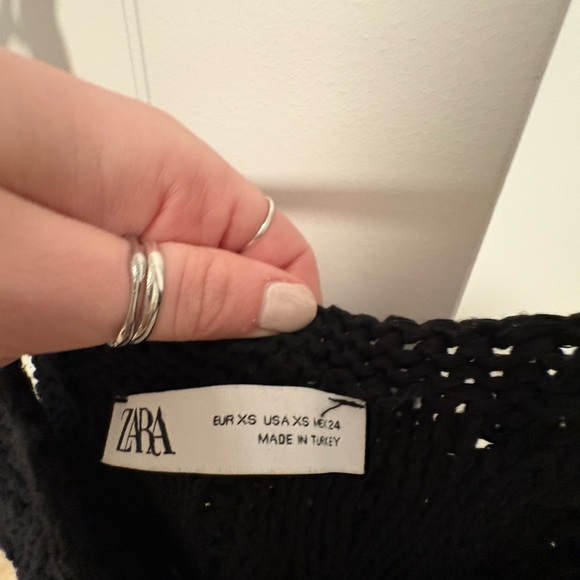 ZARA
EUR XS USA XS MEX 24
MADE IN TURKEY